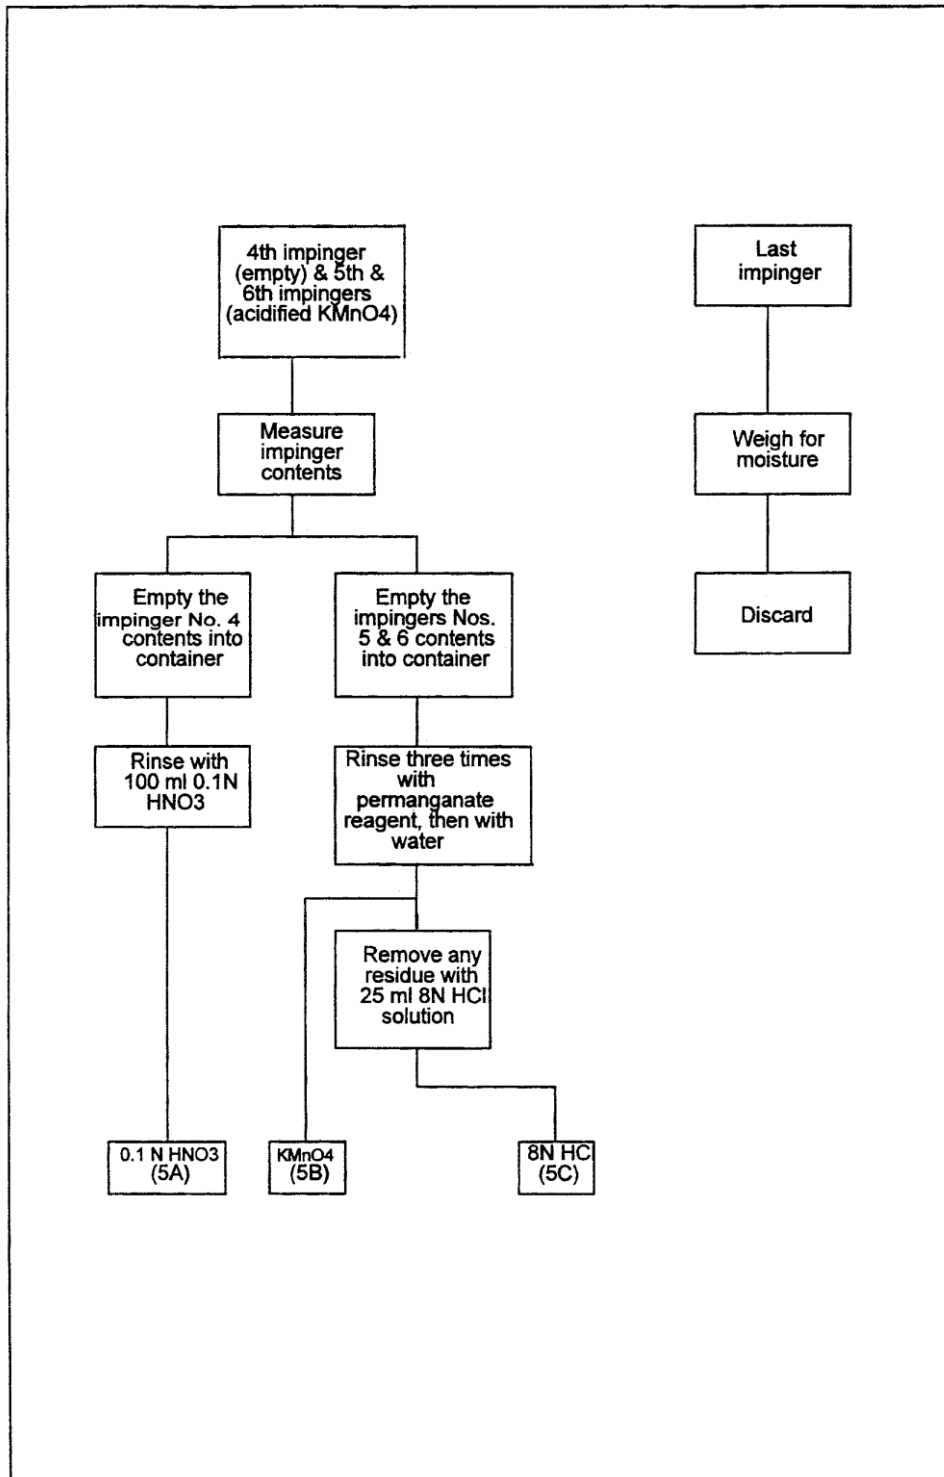 4th impinger
(empty) & 5th &
6th impingers
(acidified KMnO4)
Measure
impinger
contents
Empty the
impinger No. 4
contents into
container
Rinse with
100 ml 0.1N
HNO3
Empty the
impingers Nos.
5 & 6 contents
into container
Rinse three times
with
permanganate
reagent, then with
water
Remove any
residue with
25 ml 8N HCl
solution
0.1 N HNO3
(5A)
KMnO4
(5B)
8N HC
(5C)
Last
impinger
Weigh for
moisture
Discard